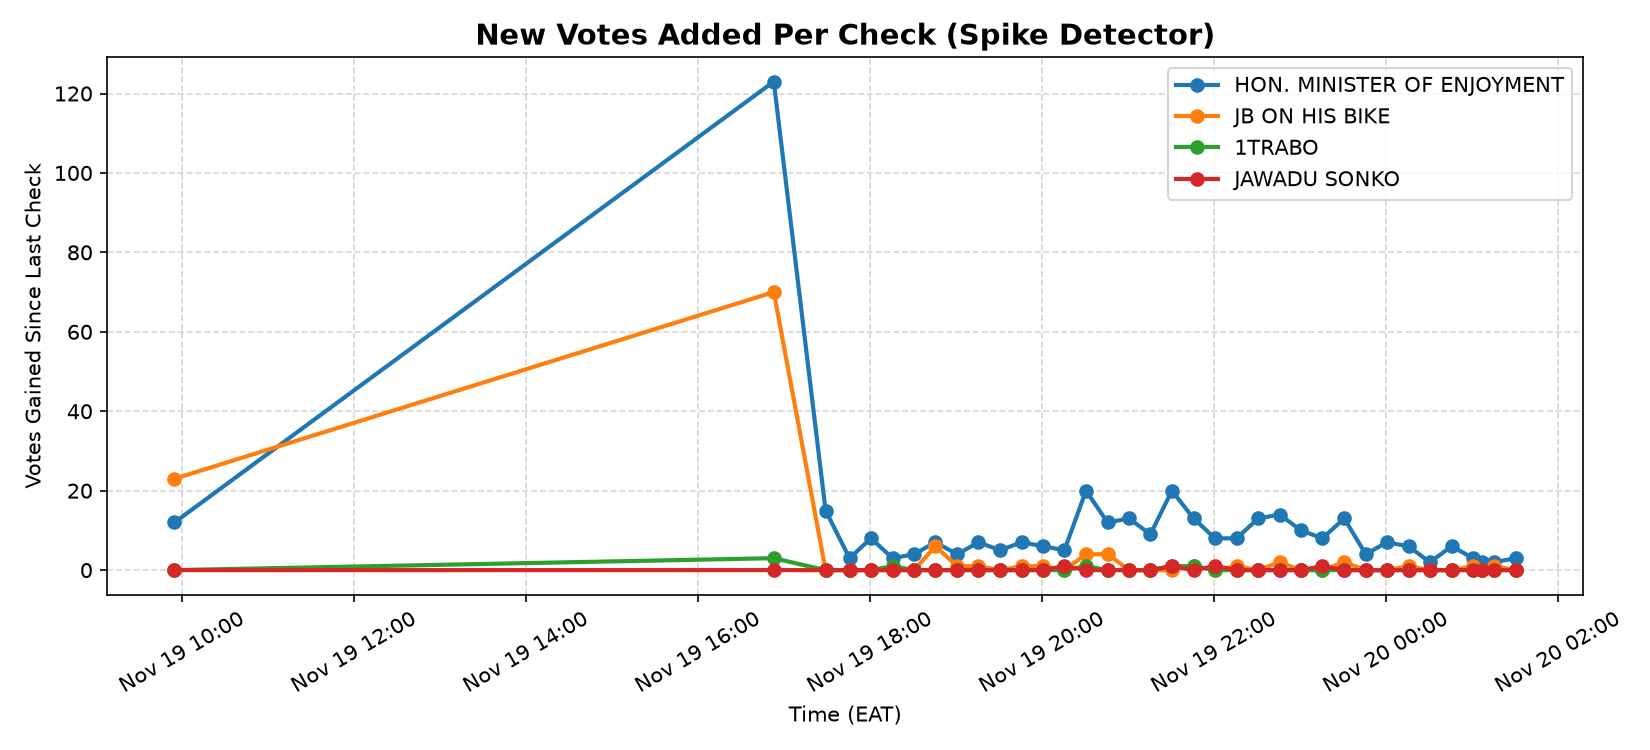 New Votes Added Per Check (Spike Detector)
HON. MINISTER OF ENJOYMENT
JB ON HIS BIKE
1TRABO
JAWADU SONKO
Votes Gained Since Last Check
120
100
80
60
40
20
0
Nov 19 10:00
Nov 19 12:00
Nov 19 14:00
Nov 19 16:00
Nov 19 18:00
Nov 19 20:00
Nov 19 22:00
Nov 20 00:00
Nov 20 02:00
Time (EAT)